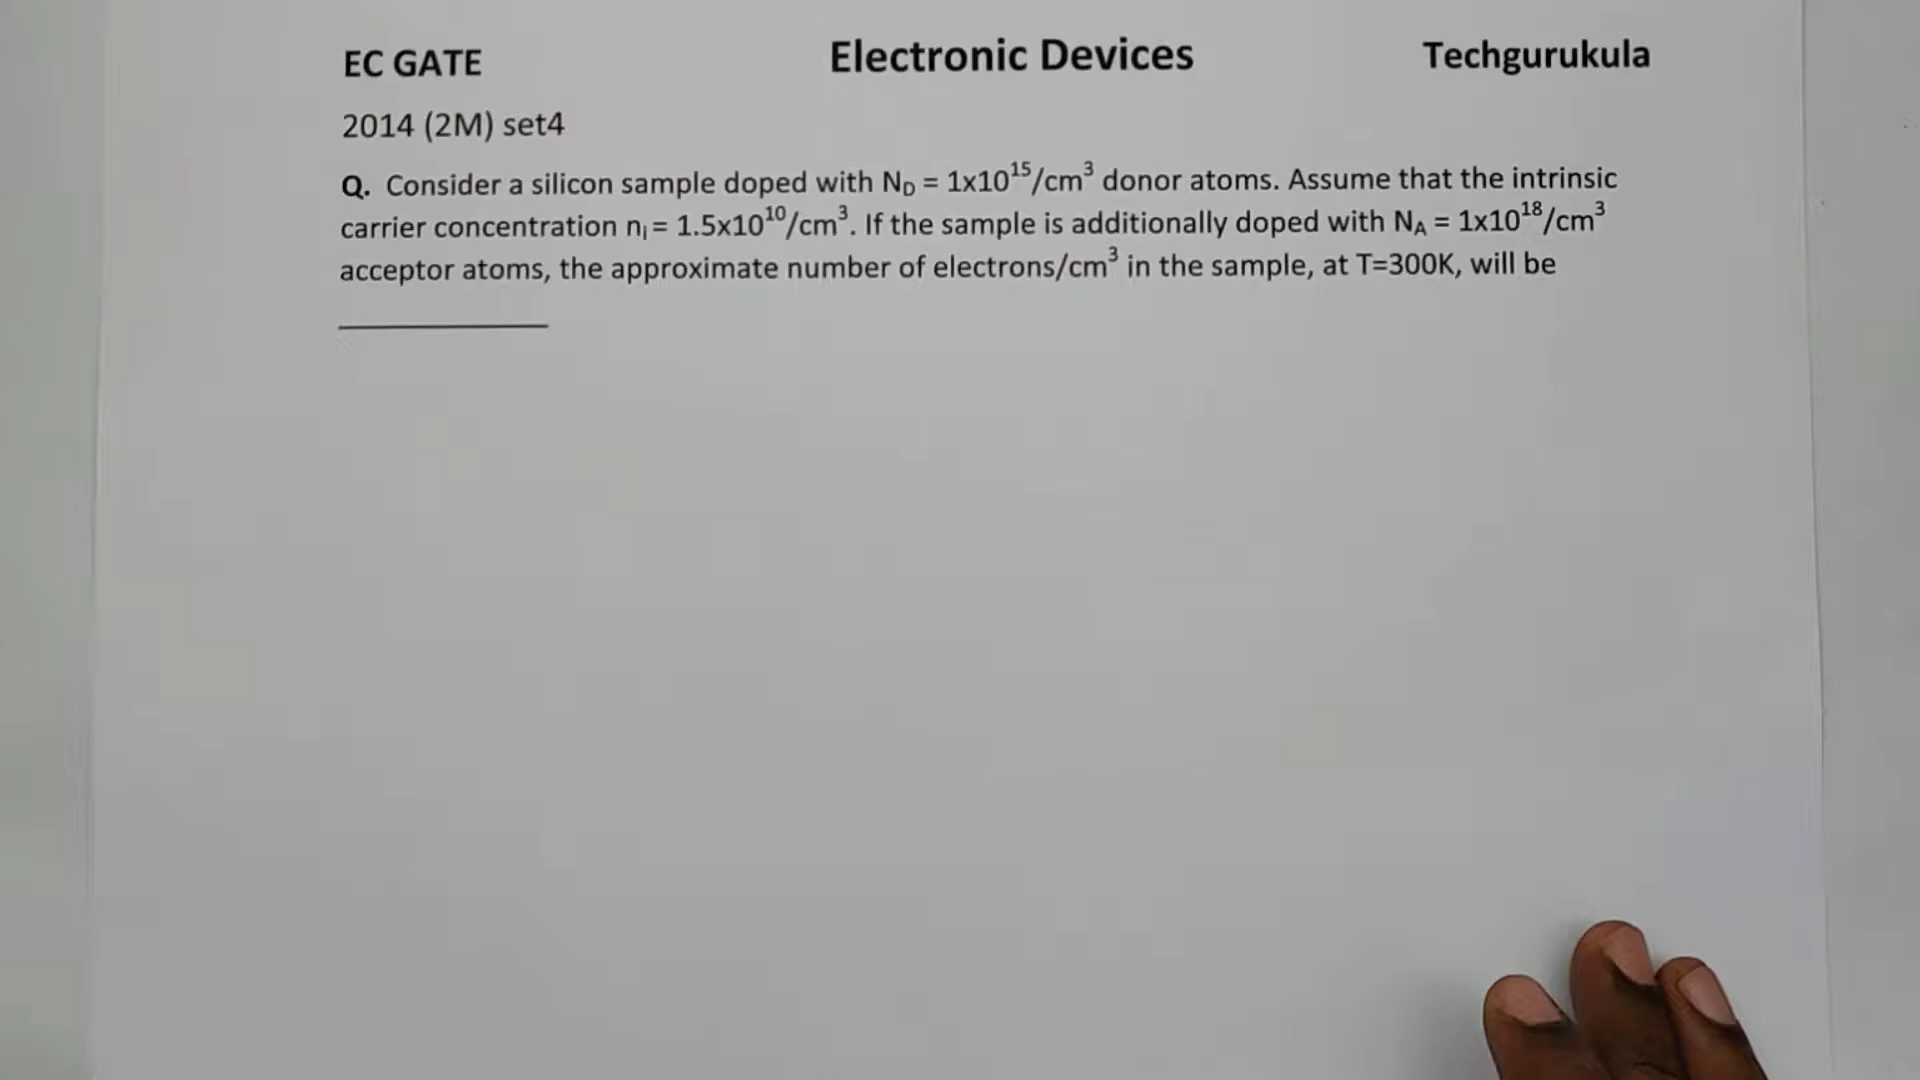 EC GATE Electronic Devices Techgurukula
2014 (2M) set4
Q. Consider a silicon sample doped with N_D = 1x10^15/cm^3 donor atoms. Assume that the intrinsic
carrier concentration n_i = 1.5x10^10/cm^3. If the sample is additionally doped with N_A = 1x10^18/cm^3
acceptor atoms, the approximate number of electrons/cm^3 in the sample, at T=300K, will be